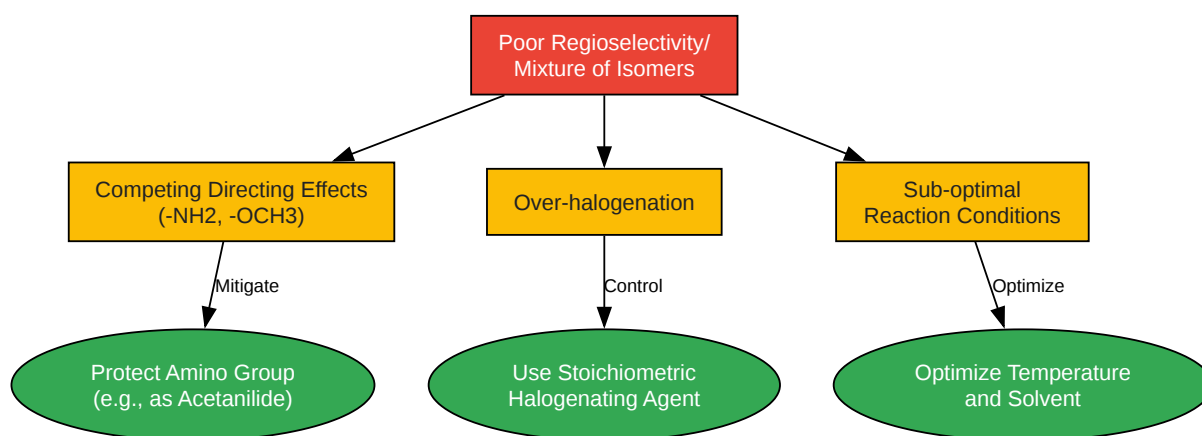 Poor Regioselectivity/
Mixture of Isomers
Competing Directing Effects
(-NH2, -OCH3)
Over-halogenation
Sub-optimal
Reaction Conditions
Mitigate
Control
Optimize
Protect Amino Group
(e.g., as Acetanilide)
Use Stoichiometric
Halogenating Agent
Optimize Temperature
and Solvent